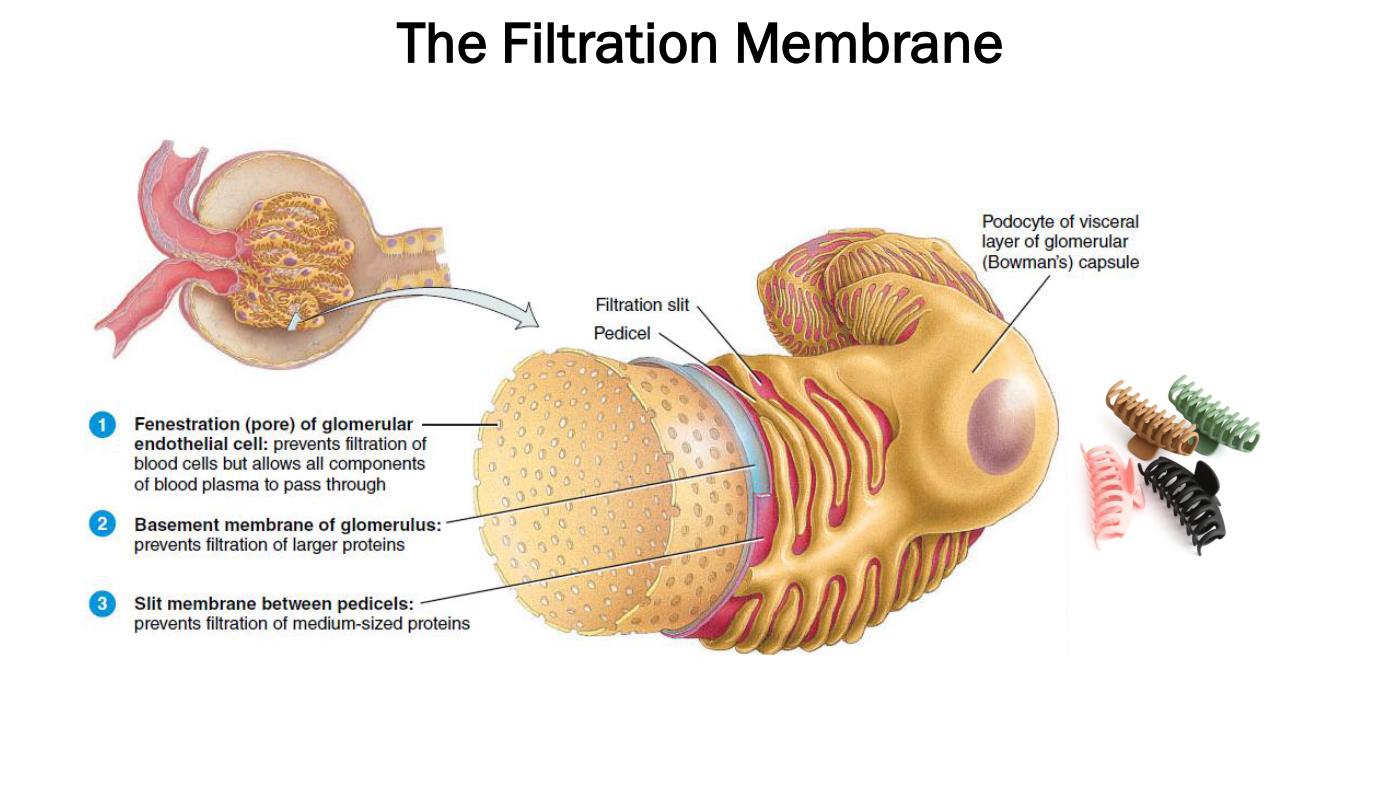 The Filtration Membrane
Podocyte of visceral
layer of glomerular
(Bowman's) capsule
Filtration slit
Pedicel
1 Fenestration (pore) of glomerular
endothelial cell: prevents filtration of
blood cells but allows all components
of blood plasma to pass through
2 Basement membrane of glomerulus:
prevents filtration of larger proteins
3 Slit membrane between pedicels:
prevents filtration of medium-sized proteins